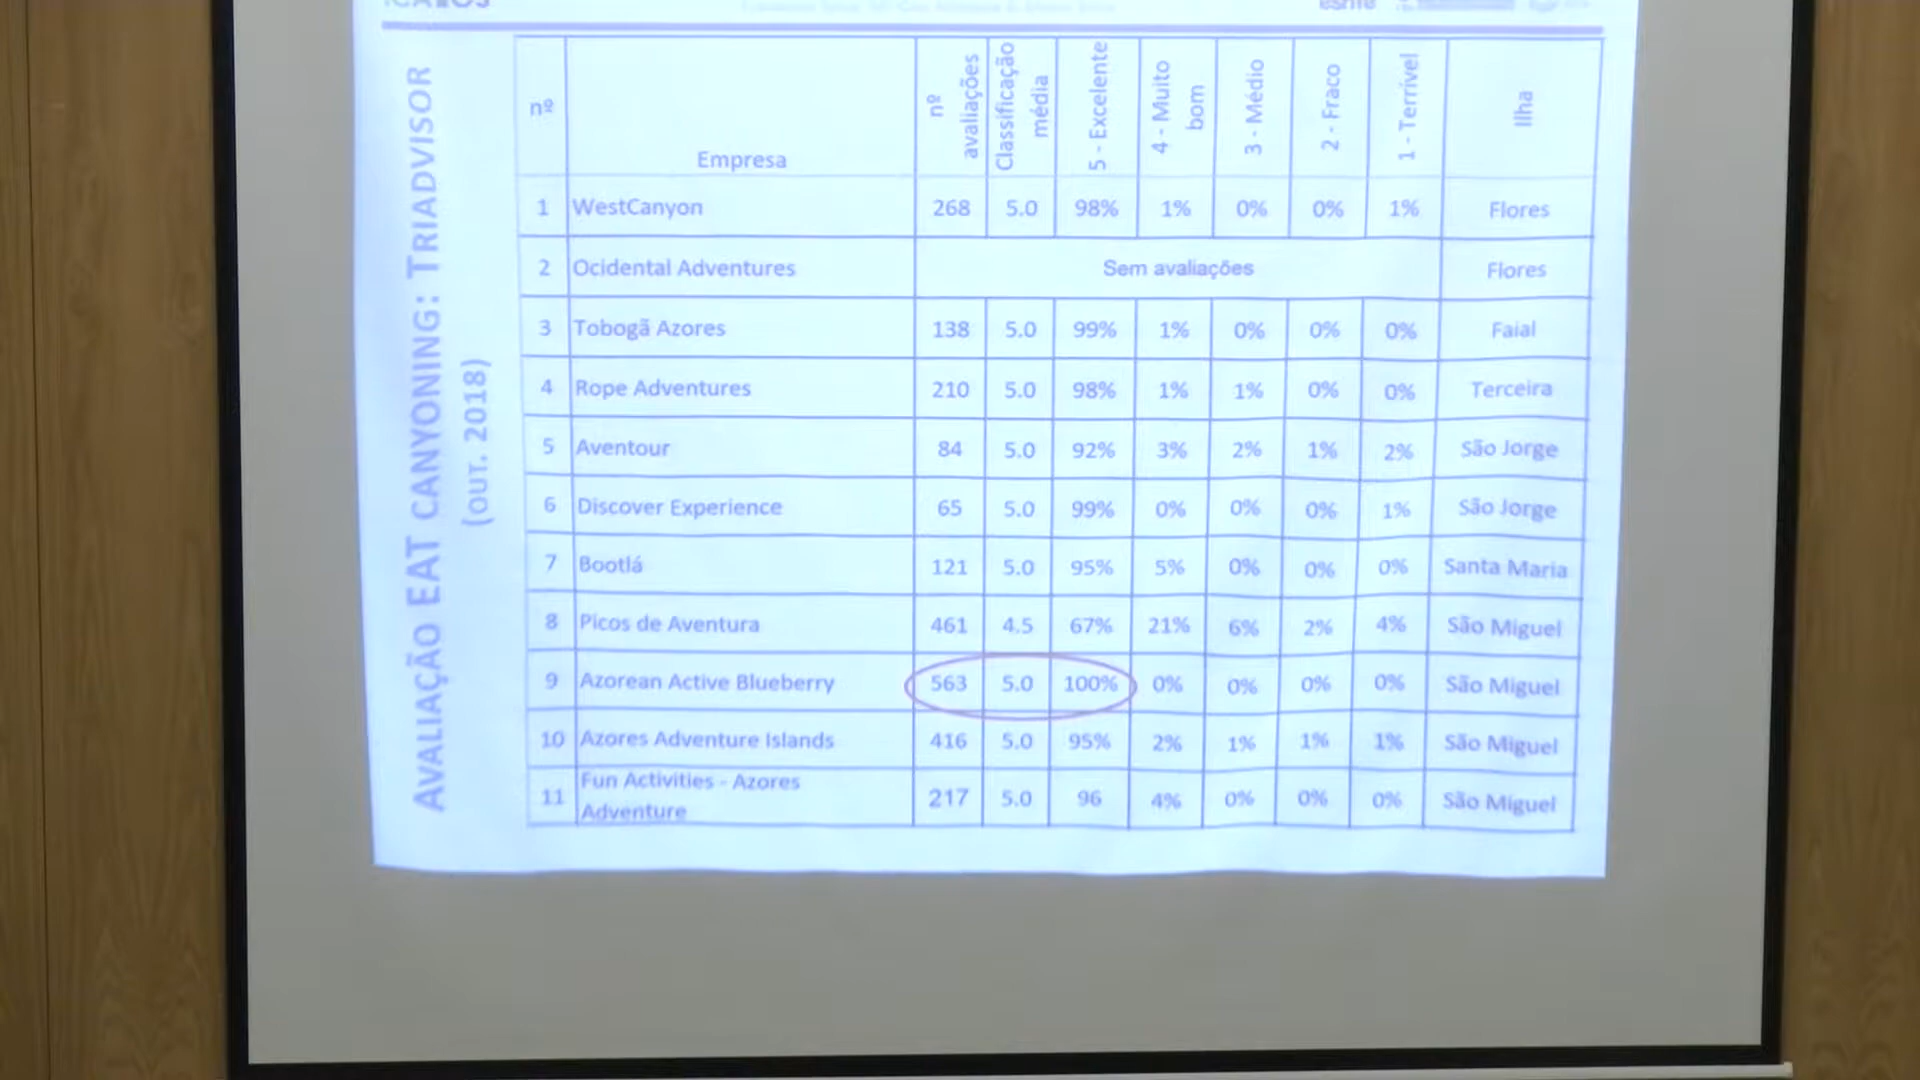 AVALIAÇÃO EAT CANYONING: TRIADVISOR
(OUT. 2018)
nº Empresa nº avaliações Classificação média 5 - Excelente 4 - Muito bom 3 - Médio 2 - Fraco 1 - Terrível Ilha
1 WestCanyon 268 5.0 98% 1% 0% 0% 1% Flores
2 Ocidental Adventures Sem avaliações Flores
3 Tobogã Azores 138 5.0 99% 1% 0% 0% 0% Faial
4 Rope Adventures 210 5.0 98% 1% 1% 0% 0% Terceira
5 Aventour 84 5.0 92% 3% 2% 1% 2% São Jorge
6 Discover Experience 65 5.0 99% 0% 0% 0% 1% São Jorge
7 Bootlá 121 5.0 95% 5% 0% 0% 0% Santa Maria
8 Picos de Aventura 461 4.5 67% 21% 6% 2% 4% São Miguel
9 Azorean Active Blueberry 563 5.0 100% 0% 0% 0% 0% São Miguel
10 Azores Adventure Islands 416 5.0 95% 2% 1% 1% 1% São Miguel
11 Fun Activities - Azores
Adventure 217 5.0 96 4% 0% 0% 0% São Miguel